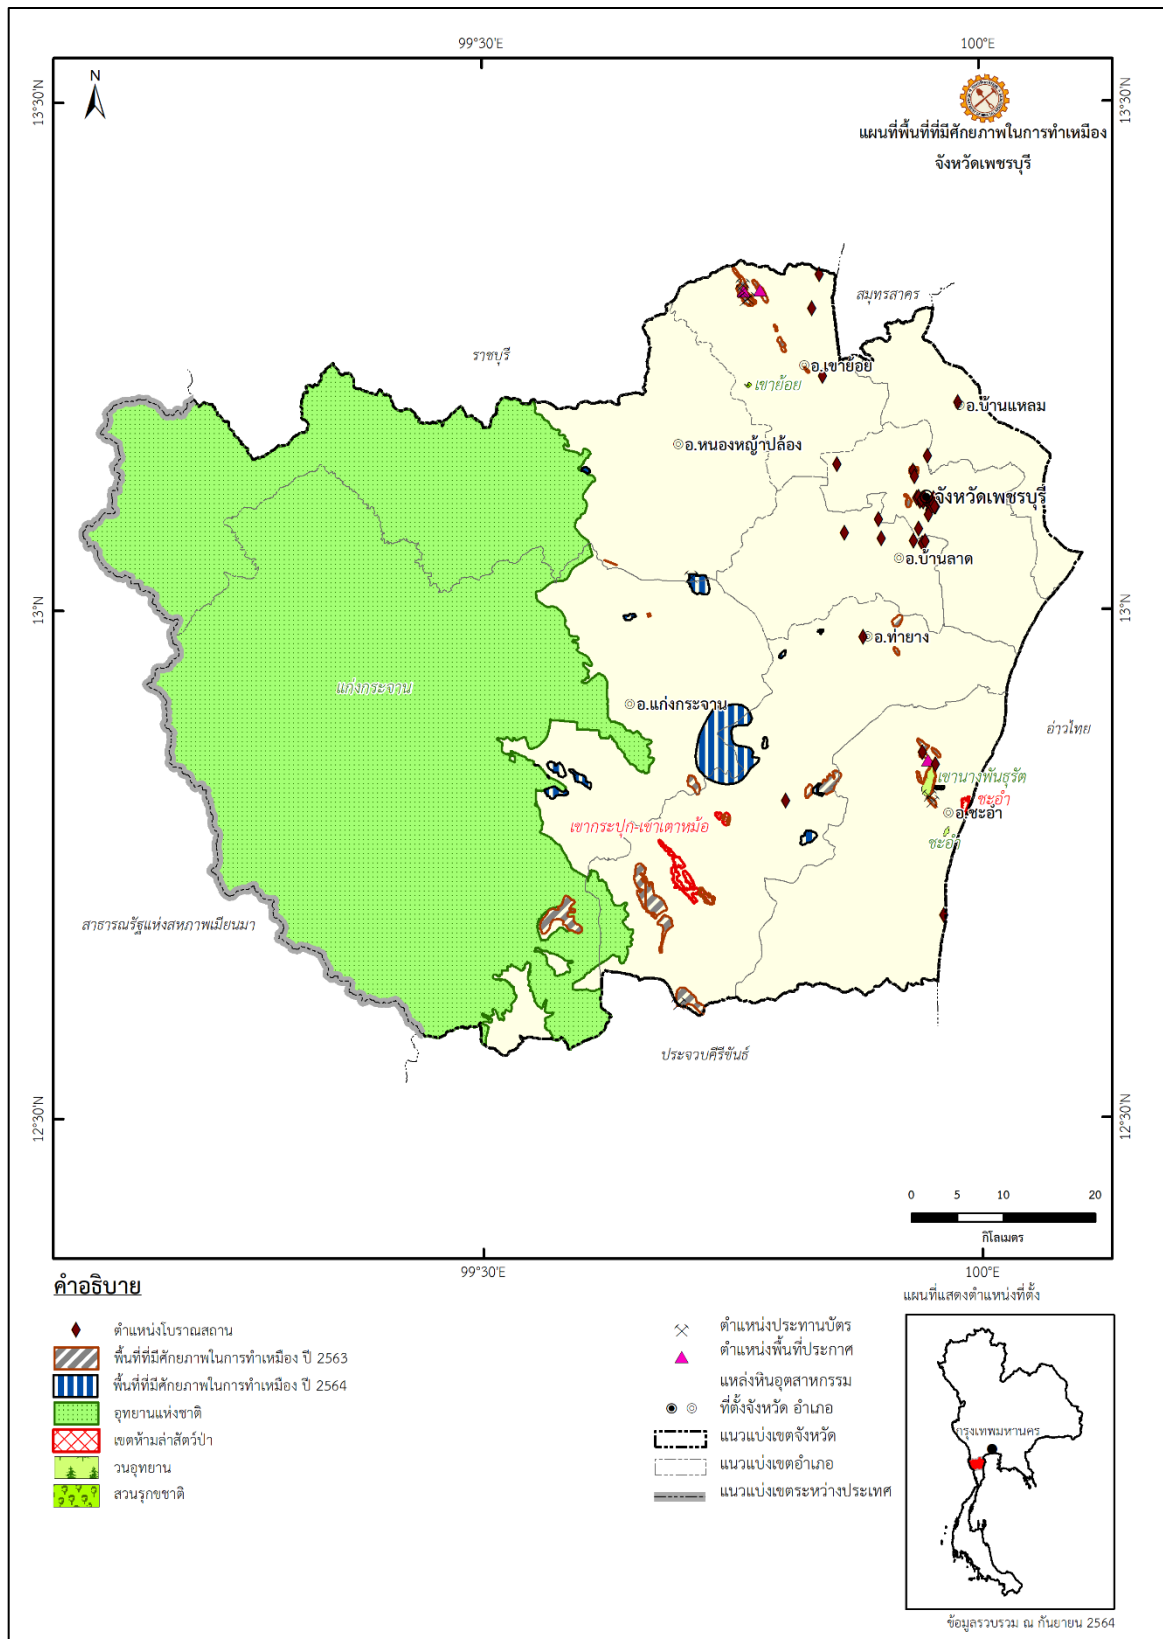 99°30'E
100°E
N
13°30'N
13°30'N
แผนที่พื้นที่ที่มีศักยภาพในการทำเหมือง
จังหวัดเพชรบุรี
สมุทรสาคร
ราชบุรี
อ.เขาย้อย
เขาย้อย
อ.บ้านแหลม
อ.หนองหญ้าปล้อง
จังหวัดเพชรบุรี
อ.บ้านลาด
13°N
13°N
อ.ท่ายาง
แก่งกระจาน
อ.แก่งกระจาน
อ่าวไทย
เขานางพันธุรัต
ชะอำ
อ.ชะอำ
เขากระปุก-เขาเตาหม้อ
ชะอำ
สาธารณรัฐแห่งสหภาพเมียนมา
ประจวบคีรีขันธ์
12°30'N
12°30'N
0 5 10 20
กิโลเมตร
99°30'E
100°E
คำอธิบาย
ตำแหน่งโบราณสถาน
พื้นที่ที่มีศักยภาพในการทำเหมือง ปี 2563
พื้นที่ที่มีศักยภาพในการทำเหมือง ปี 2564
อุทยานแห่งชาติ
เขตห้ามล่าสัตว์ป่า
วนอุทยาน
สวนรุกขชาติ
ตำแหน่งประทานบัตร
ตำแหน่งพื้นที่ประกาศ
แหล่งหินอุตสาหกรรม
ที่ตั้งจังหวัด อำเภอ
แนวแบ่งเขตจังหวัด
แนวแบ่งเขตอำเภอ
แนวแบ่งเขตระหว่างประเทศ
แผนที่แสดงตำแหน่งที่ตั้ง
กรุงเทพมหานคร
ข้อมูลรวบรวม ณ กันยายน 2564